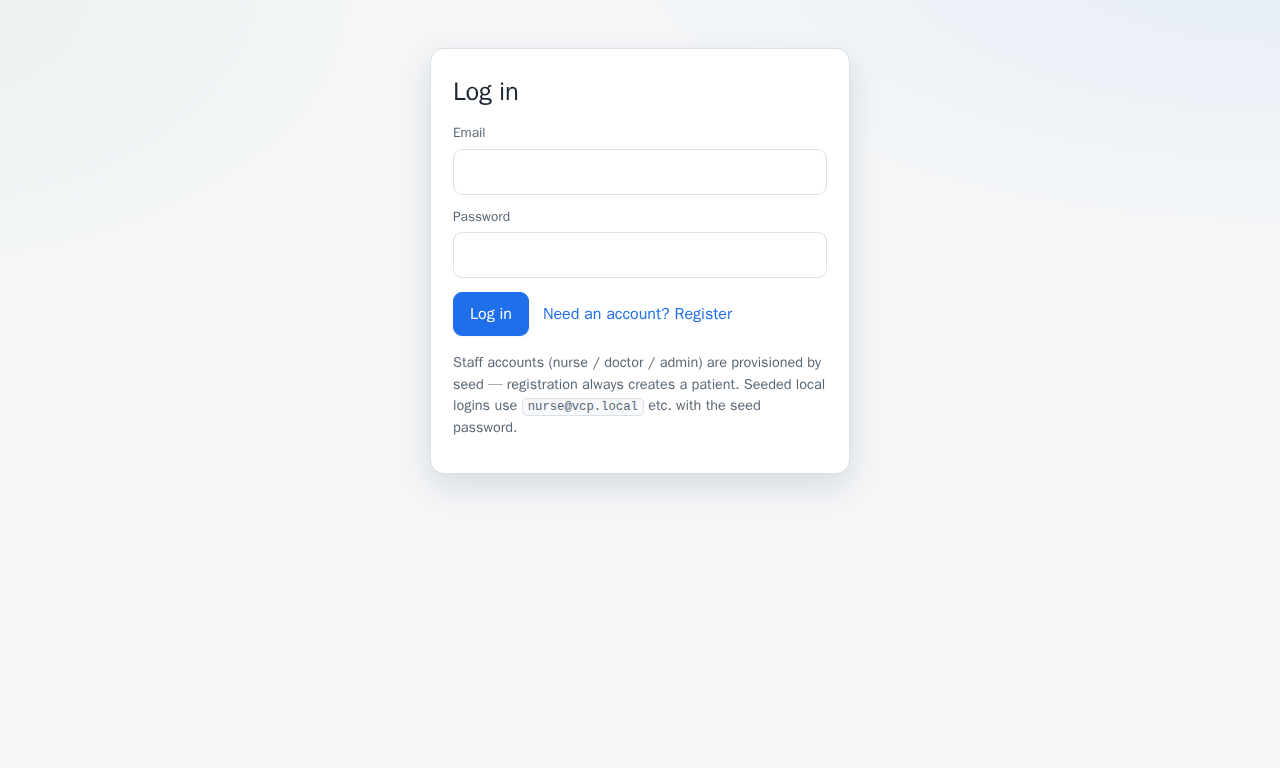 Log in
Email
Password
Log in Need an account? Register
Staff accounts (nurse / doctor / admin) are provisioned by
seed — registration always creates a patient. Seeded local
logins use nurse@vcp.local etc. with the seed
password.